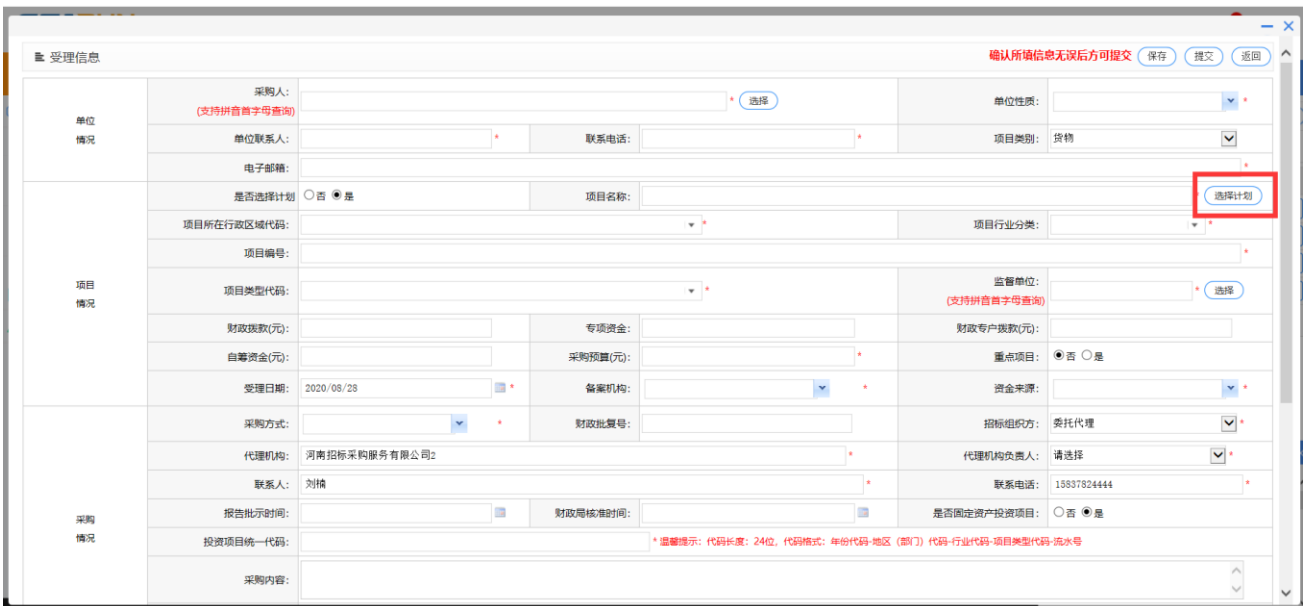 受理信息 确认所填信息无误后方可提交 保存 提交 返回
单位
情况
采购人: * 选择 单位性质: *
(支持拼音首字母查询)
单位联系人: * 联系电话: * 项目类别: 货物
电子邮箱: *
项目
情况
是否选择计划 否 是 项目名称: * 选择计划
项目所在行政区域代码: * 项目行业分类: *
项目编号: *
项目类型代码: * 监督单位: * 选择
(支持拼音首字母查询)
财政拨款(元): 专项资金: 财政专户拨款(元):
自筹资金(元): 采购预算(元): * 重点项目: 否 是
受理日期: 2020/08/28 * 备案机构: * 资金来源: *
采购
情况
采购方式: * 财政批复号: 招标组织方: 委托代理 *
代理机构: 河南招标采购服务有限公司2 * 代理机构负责人: 请选择 *
联系人: 刘楠 * 联系电话: 15837824444 *
报告批示时间: 财政局核准时间: 是否固定资产投资项目: 否 是
投资项目统一代码: * 温馨提示: 代码长度: 24位, 代码格式: 年份代码-地区（部门）代码-行业代码-项目类型代码-流水号
采购内容: